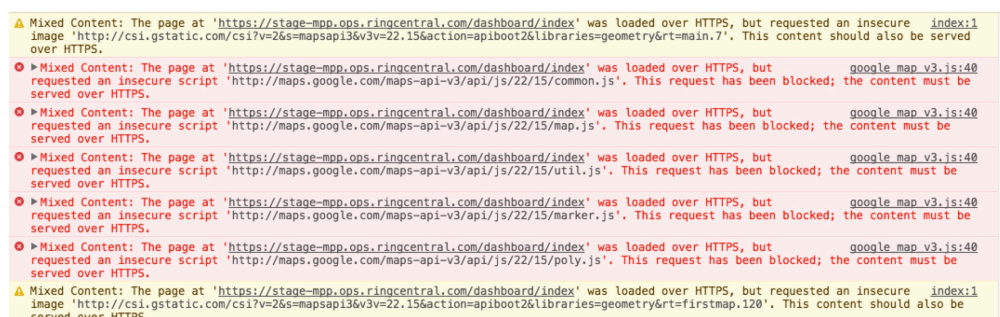 Mixed Content: The page at 'https://stage-mpp.ops.ringcentral.com/dashboard/index' was loaded over HTTPS, but requested an insecure index:1
image 'http://csi.gstatic.com/csi?v=2&s=mapsapi3&v3v=22.15&action=apiboot2&libraries=geometry&rt=main.7'. This content should also be served
over HTTPS.
Mixed Content: The page at 'https://stage-mpp.ops.ringcentral.com/dashboard/index' was loaded over HTTPS, but google_map_v3.js:40
requested an insecure script 'http://maps.google.com/maps-api-v3/api/js/22/15/common.js'. This request has been blocked; the content must be
served over HTTPS.
Mixed Content: The page at 'https://stage-mpp.ops.ringcentral.com/dashboard/index' was loaded over HTTPS, but google_map_v3.js:40
requested an insecure script 'http://maps.google.com/maps-api-v3/api/js/22/15/map.js'. This request has been blocked; the content must be
served over HTTPS.
Mixed Content: The page at 'https://stage-mpp.ops.ringcentral.com/dashboard/index' was loaded over HTTPS, but google_map_v3.js:40
requested an insecure script 'http://maps.google.com/maps-api-v3/api/js/22/15/util.js'. This request has been blocked; the content must be
served over HTTPS.
Mixed Content: The page at 'https://stage-mpp.ops.ringcentral.com/dashboard/index' was loaded over HTTPS, but google_map_v3.js:40
requested an insecure script 'http://maps.google.com/maps-api-v3/api/js/22/15/marker.js'. This request has been blocked; the content must be
served over HTTPS.
Mixed Content: The page at 'https://stage-mpp.ops.ringcentral.com/dashboard/index' was loaded over HTTPS, but google_map_v3.js:40
requested an insecure script 'http://maps.google.com/maps-api-v3/api/js/22/15/poly.js'. This request has been blocked; the content must be
served over HTTPS.
Mixed Content: The page at 'https://stage-mpp.ops.ringcentral.com/dashboard/index' was loaded over HTTPS, but requested an insecure index:1
image 'http://csi.gstatic.com/csi?v=2&s=mapsapi3&v3v=22.15&action=apiboot2&libraries=geometry&rt=firstmap.120'. This content should also be
served over HTTPS.